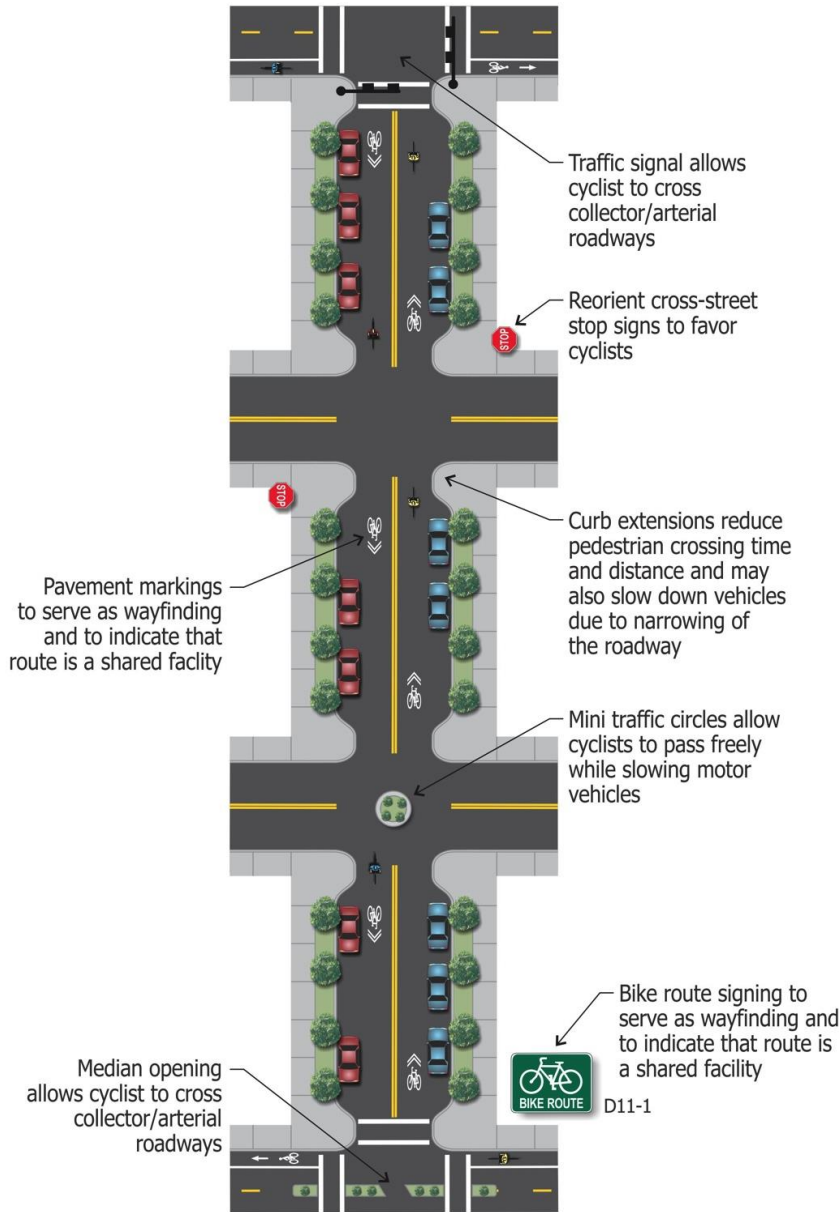 Traffic signal allows
cyclist to cross
collector/arterial
roadways
Reorient cross-street
stop signs to favor
cyclists
STOP
STOP
Curb extensions reduce
pedestrian crossing time
and distance and may
also slow down vehicles
due to narrowing of
the roadway
Pavement markings
to serve as wayfinding
and to indicate that
route is a shared faclity
Mini traffic circles allow
cyclists to pass freely
while slowing motor
vehicles
Bike route signing to
serve as wayfinding and
to indicate that route is
a shared facility
BIKE ROUTE
D11-1
Median opening
allows cyclist to cross
collector/arterial
roadways